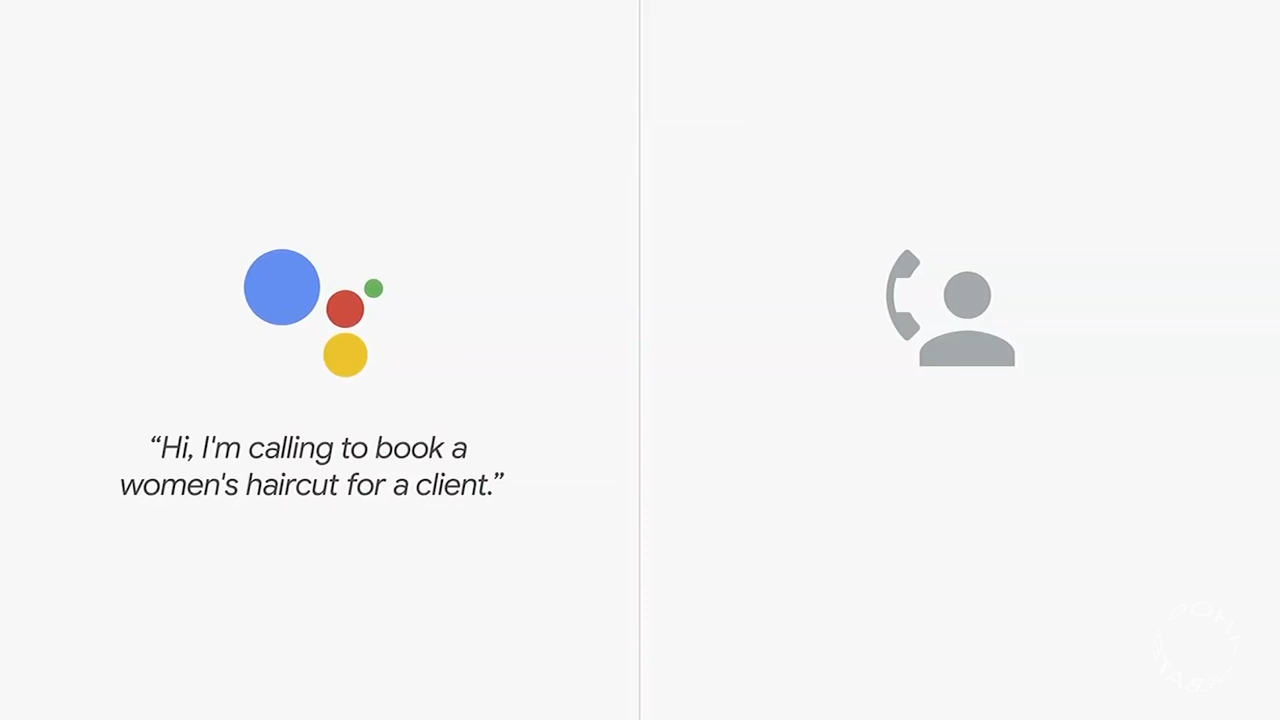 “Hi, I'm calling to book a
women's haircut for a client.”